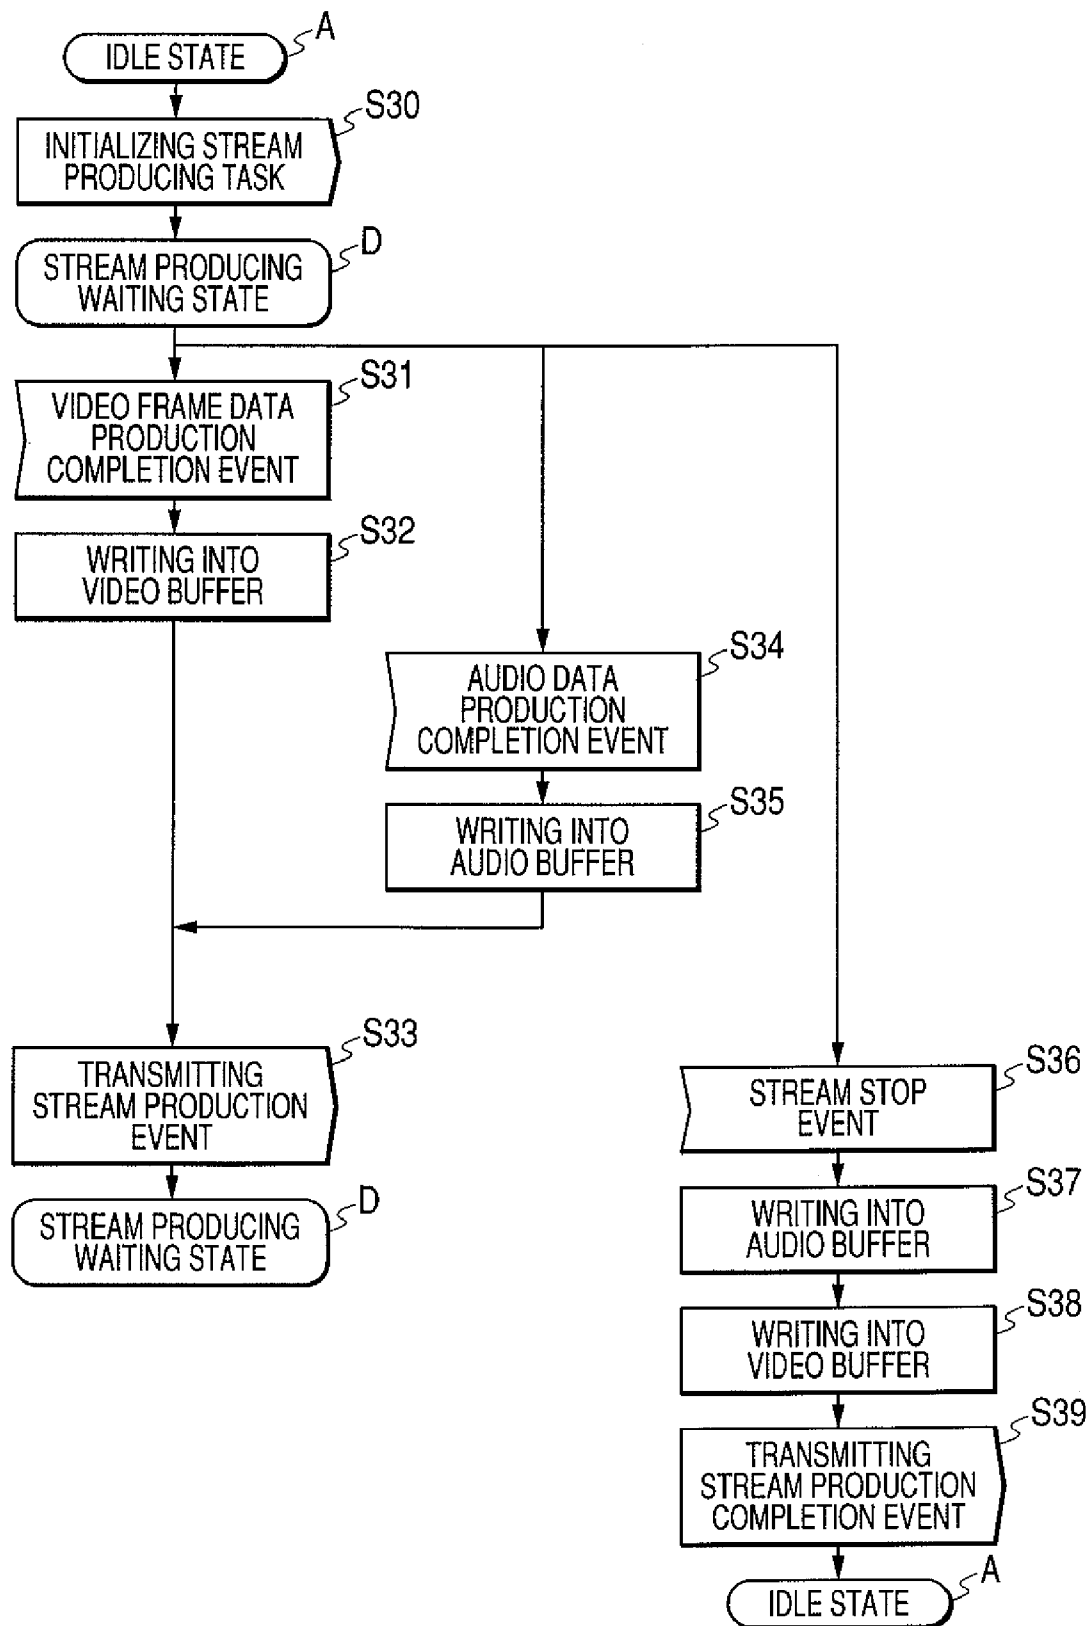 IDLE STATE
A
S30
INITIALIZING STREAM
PRODUCING TASK
D
STREAM PRODUCING
WAITING STATE
S31
VIDEO FRAME DATA
PRODUCTION
COMPLETION EVENT
S32
WRITING INTO
VIDEO BUFFER
S34
AUDIO DATA
PRODUCTION
COMPLETION EVENT
S35
WRITING INTO
AUDIO BUFFER
S33
TRANSMITTING
STREAM PRODUCTION
EVENT
D
STREAM PRODUCING
WAITING STATE
S36
STREAM STOP
EVENT
S37
WRITING INTO
AUDIO BUFFER
S38
WRITING INTO
VIDEO BUFFER
S39
TRANSMITTING
STREAM PRODUCTION
COMPLETION EVENT
A
IDLE STATE